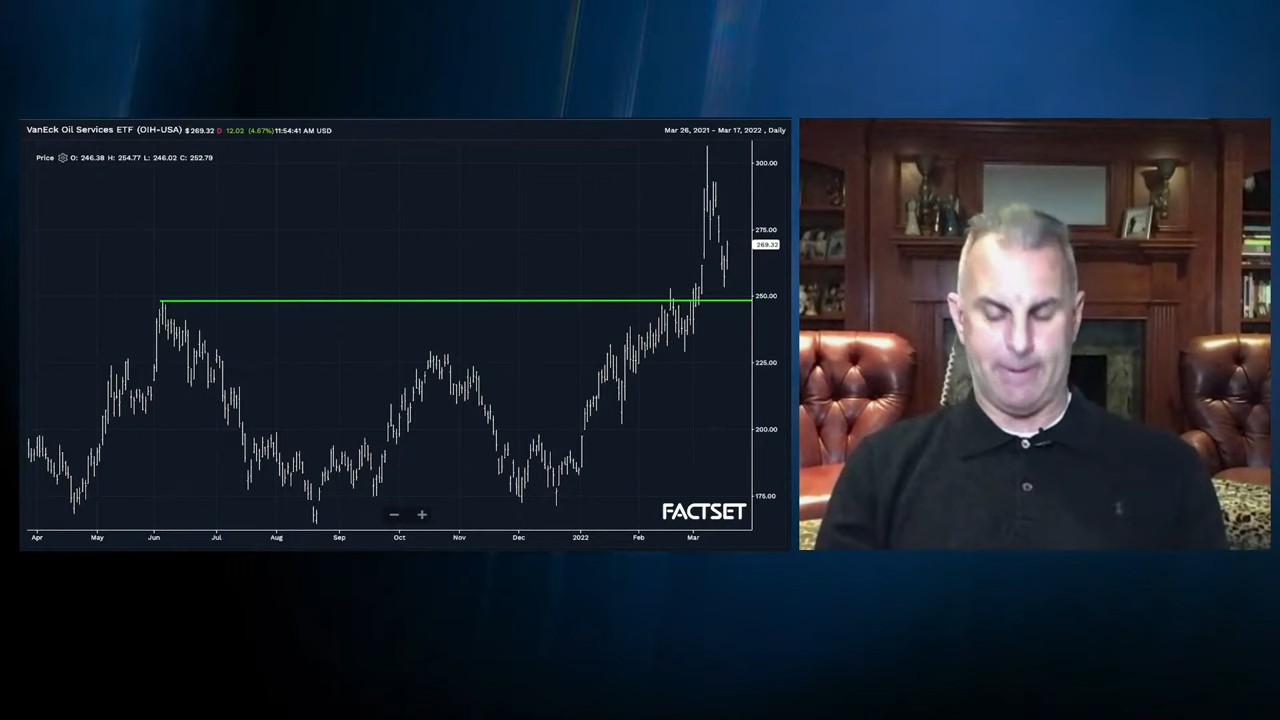 VanEck Oil Services ETF (OIH-USA) $269.32 D 12.02 (4.67%) 11:54:41 AM USD
Mar 26, 2021 - Mar 17, 2022 , Daily
Price O: 246.38 H: 254.77 L: 246.02 C: 252.79
300.00
275.00
269.32
250.00
225.00
200.00
175.00
FACTSET
Apr May Jun Jul Aug Sep Oct Nov Dec 2022 Feb Mar